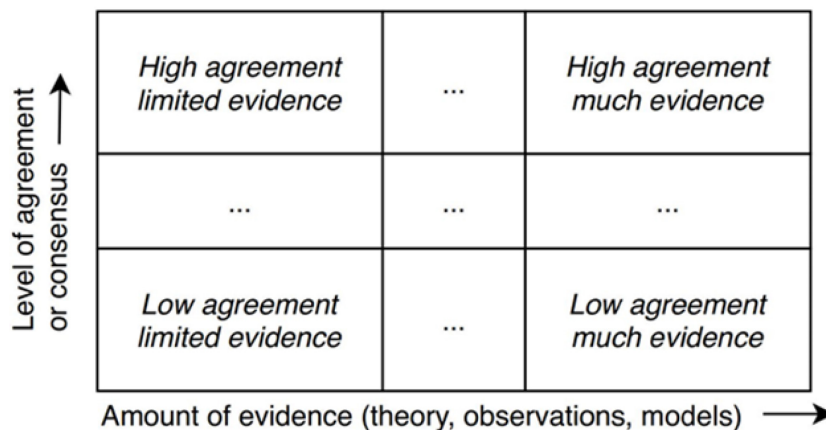 High agreement
limited evidence
...
High agreement
much evidence
...
...
...
Low agreement
limited evidence
...
Low agreement
much evidence
Level of agreement
or consensus
Amount of evidence (theory, observations, models)